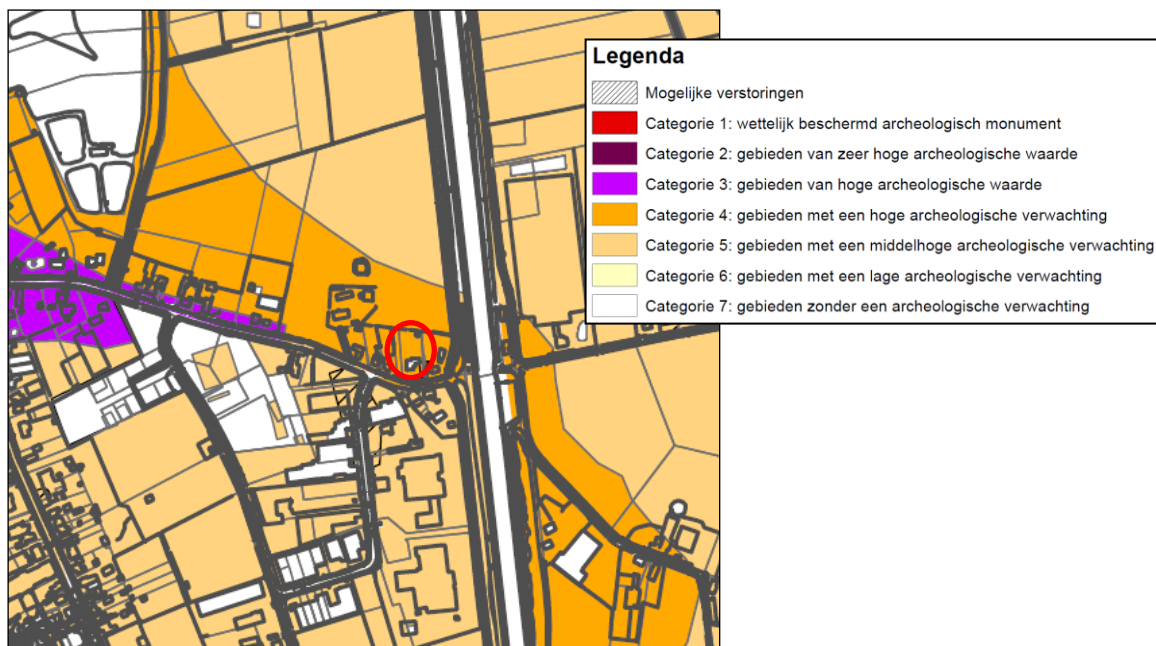 Legenda
Mogelijke verstoringen
Categorie 1: wettelijk beschermd archeologisch monument
Categorie 2: gebieden van zeer hoge archeologische waarde
Categorie 3: gebieden van hoge archeologische waarde
Categorie 4: gebieden met een hoge archeologische verwachting
Categorie 5: gebieden met een middelhoge archeologische verwachting
Categorie 6: gebieden met een lage archeologische verwachting
Categorie 7: gebieden zonder een archeologische verwachting